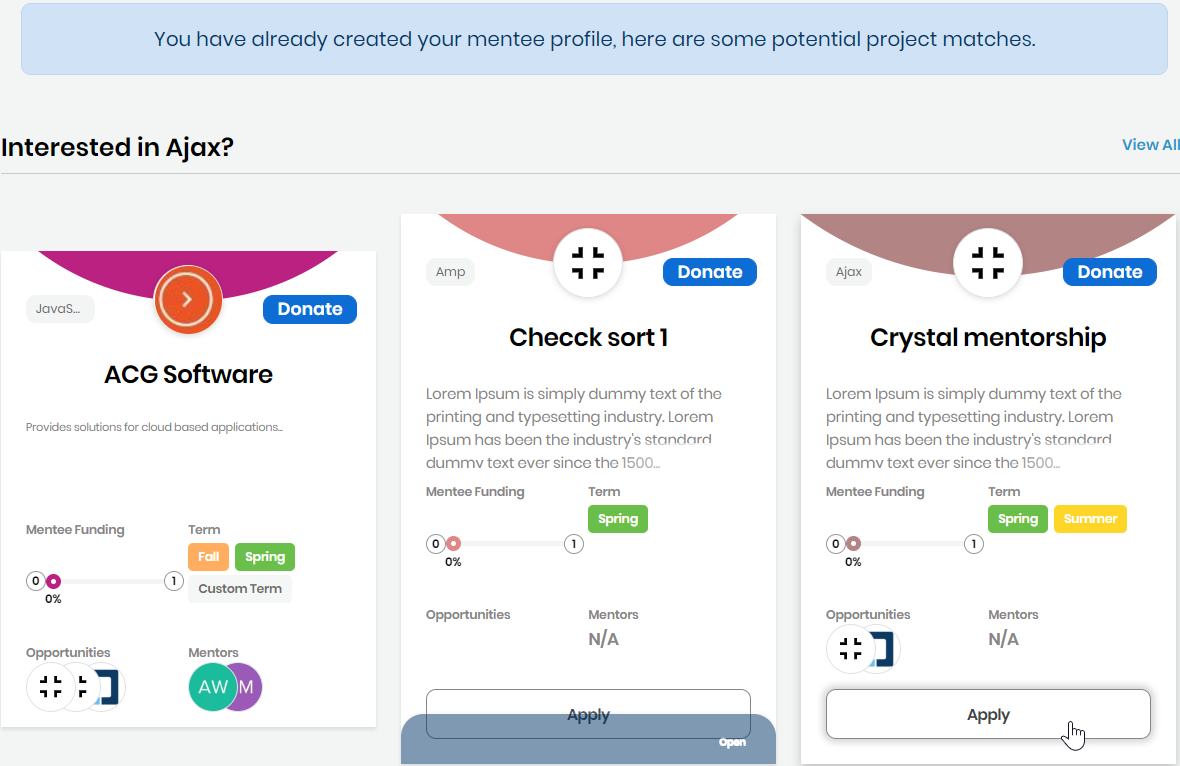 You have already created your mentee profile, here are some potential project matches.
Interested in Ajax?
View All
JavaS...
Donate
ACG Software
Provides solutions for cloud based applications...
Mentee Funding
Term
Fall
Spring
0
1
0%
Custom Term
Opportunities
Mentors
AW
M
Amp
Donate
Checck sort 1
Lorem Ipsum is simply dummy text of the
printing and typesetting industry. Lorem
Ipsum has been the industry's standard
dummy text ever since the 1500...
Mentee Funding
Term
Spring
0
1
0%
Opportunities
Mentors
N/A
Apply
Open
Ajax
Donate
Crystal mentorship
Lorem Ipsum is simply dummy text of the
printing and typesetting industry. Lorem
Ipsum has been the industry's standard
dummy text ever since the 1500...
Mentee Funding
Term
Spring
Summer
0
1
0%
Opportunities
Mentors
N/A
Apply